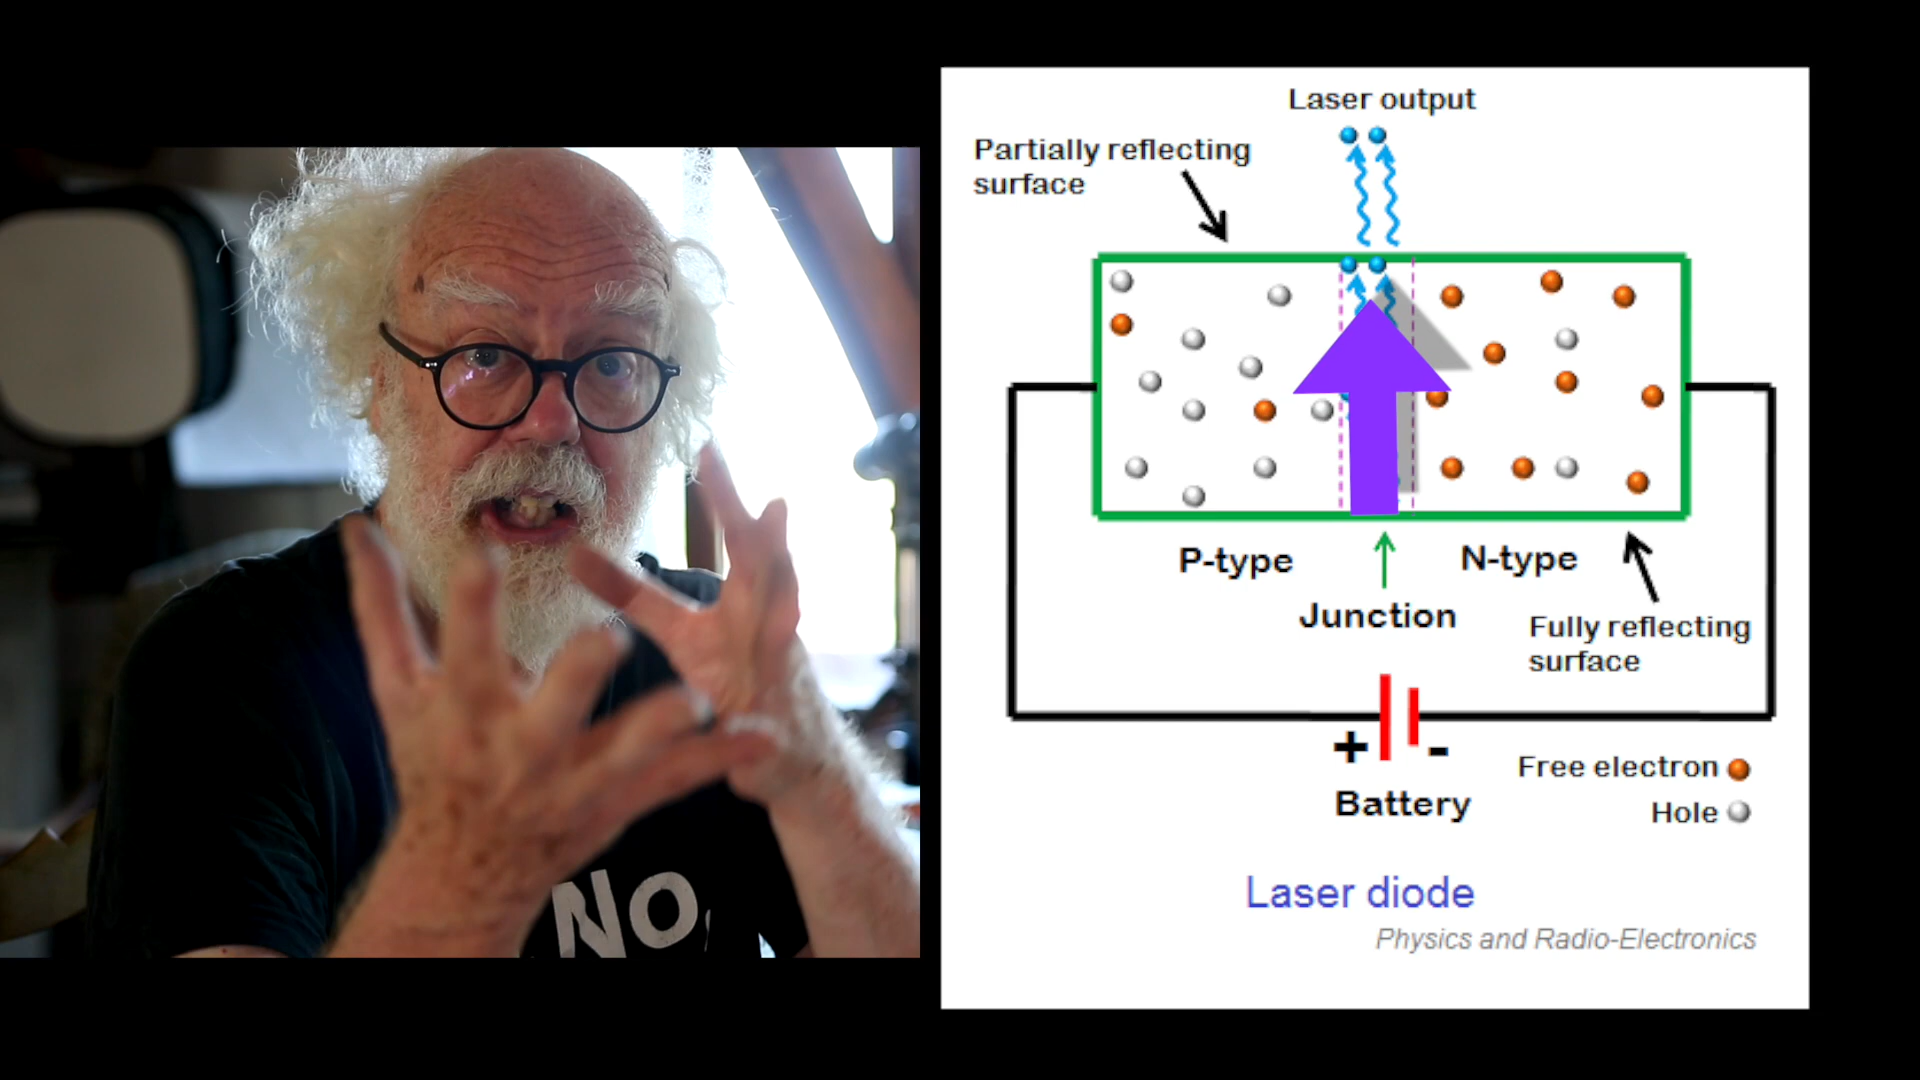 NO,
Laser output
Partially reflecting
surface
P-type
N-type
Junction
Fully reflecting
surface
+
-
Battery
Free electron
Hole
Laser diode
Physics and Radio-Electronics